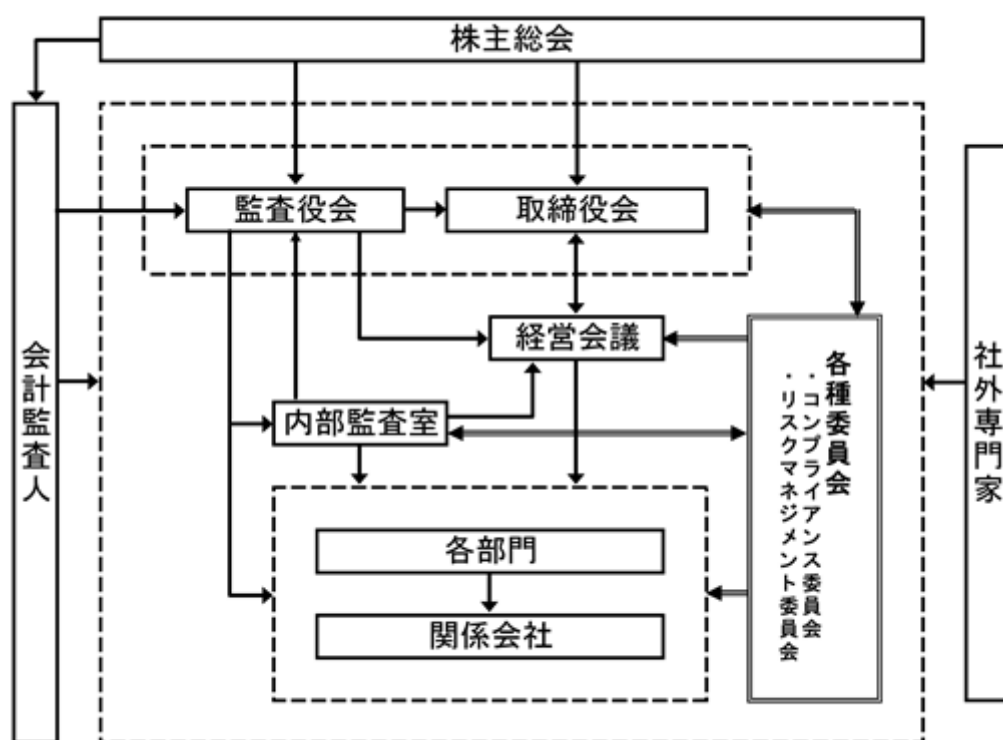 株主総会
監査役会
取締役会
経営会議
内部監査室
各部門
関係会社
会計監査人
各種委員会
・コンプライアンス委員会
・リスクマネジメント委員会
社外専門家